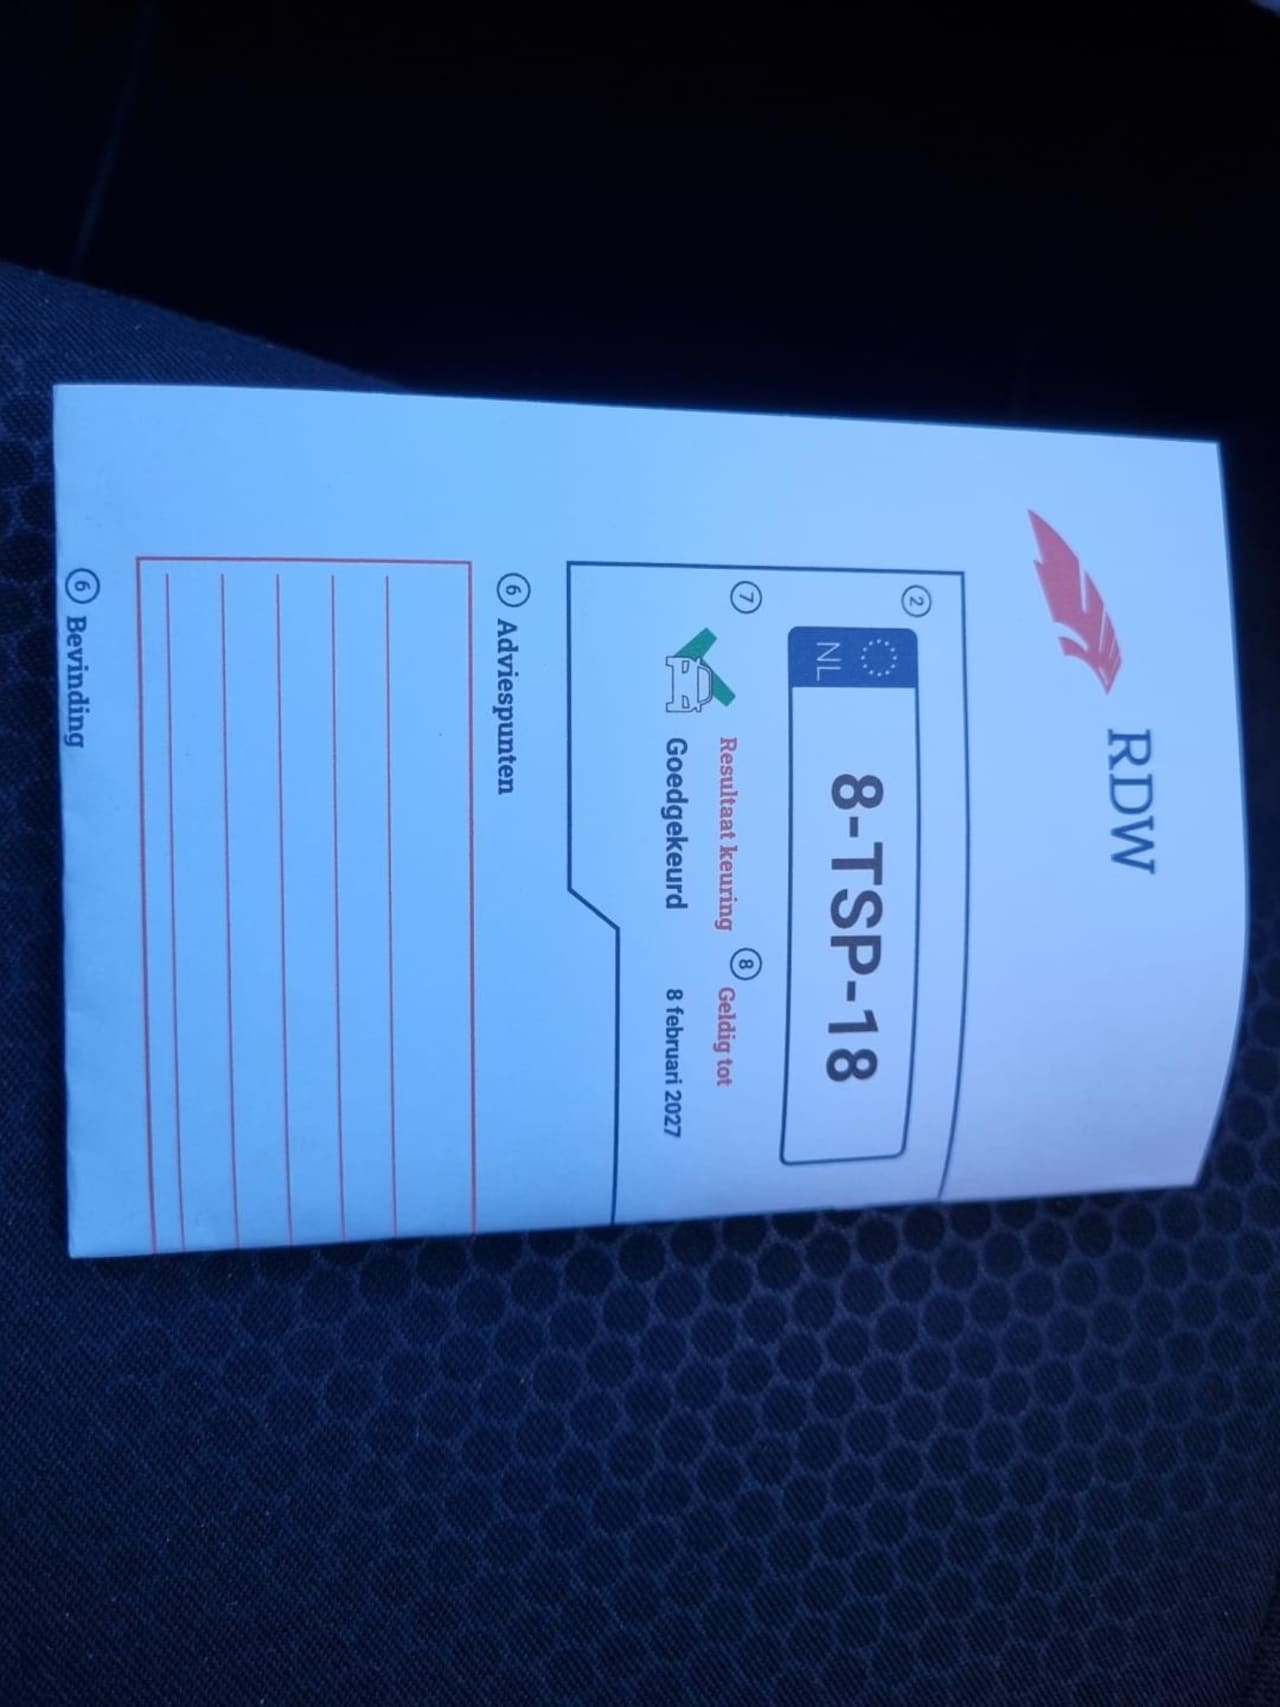 RDW
2
NL 8-TSP-18
7 Resultaat keuring 8 Geldig tot
Goedgekeurd 8 februari 2027
6 Adviespunten
6 Bevinding